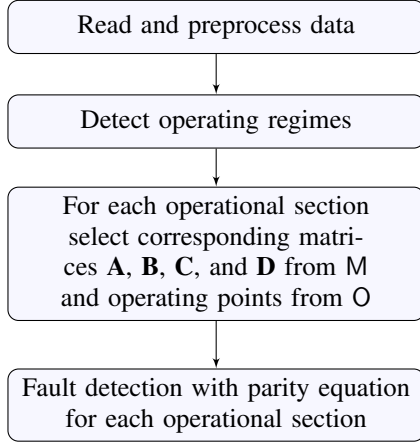 Read and preprocess data
Detect operating regimes
For each operational section
select corresponding matri-
ces A, B, C, and D from M
and operating points from O
Fault detection with parity equation
for each operational section